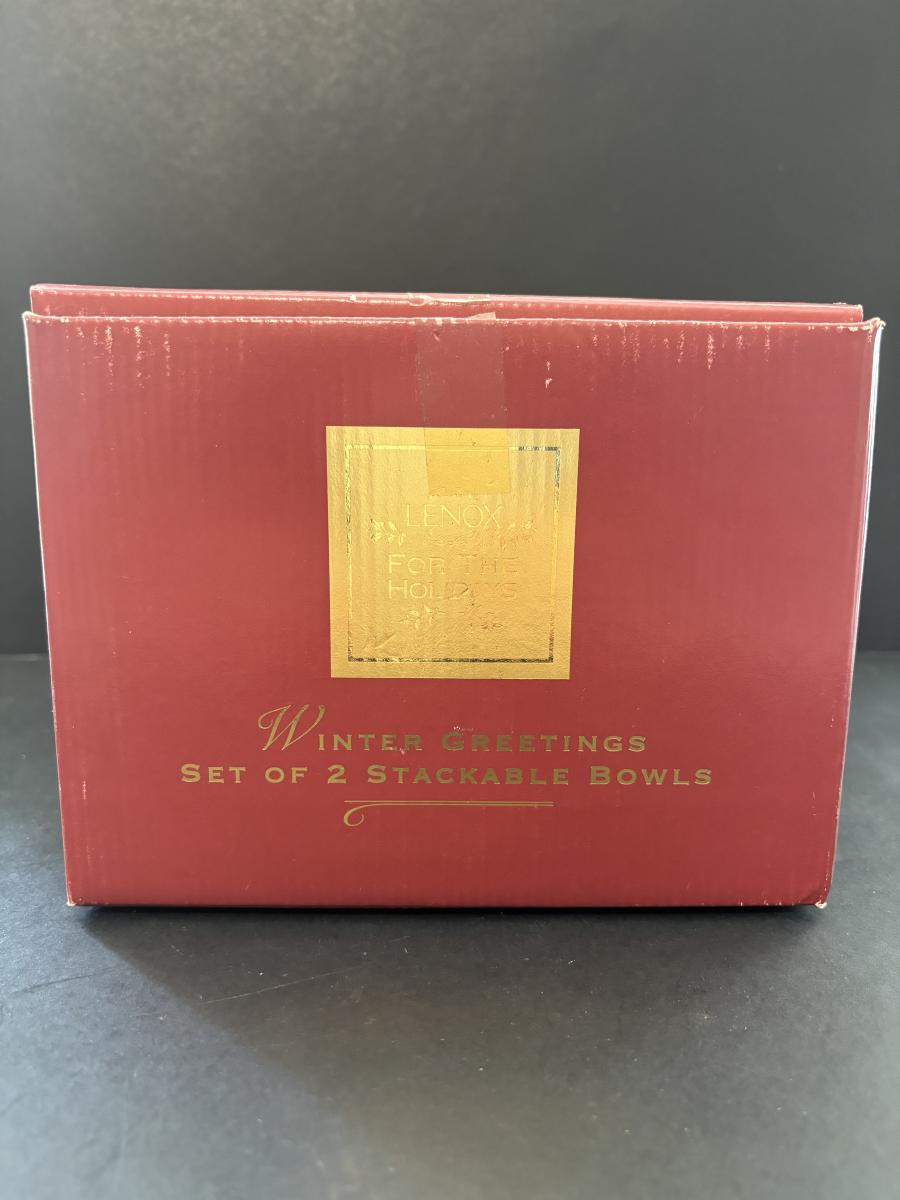 LENOX
FOR THE
HOLIDAYS
WINTER GREETINGS
SET OF 2 STACKABLE BOWLS